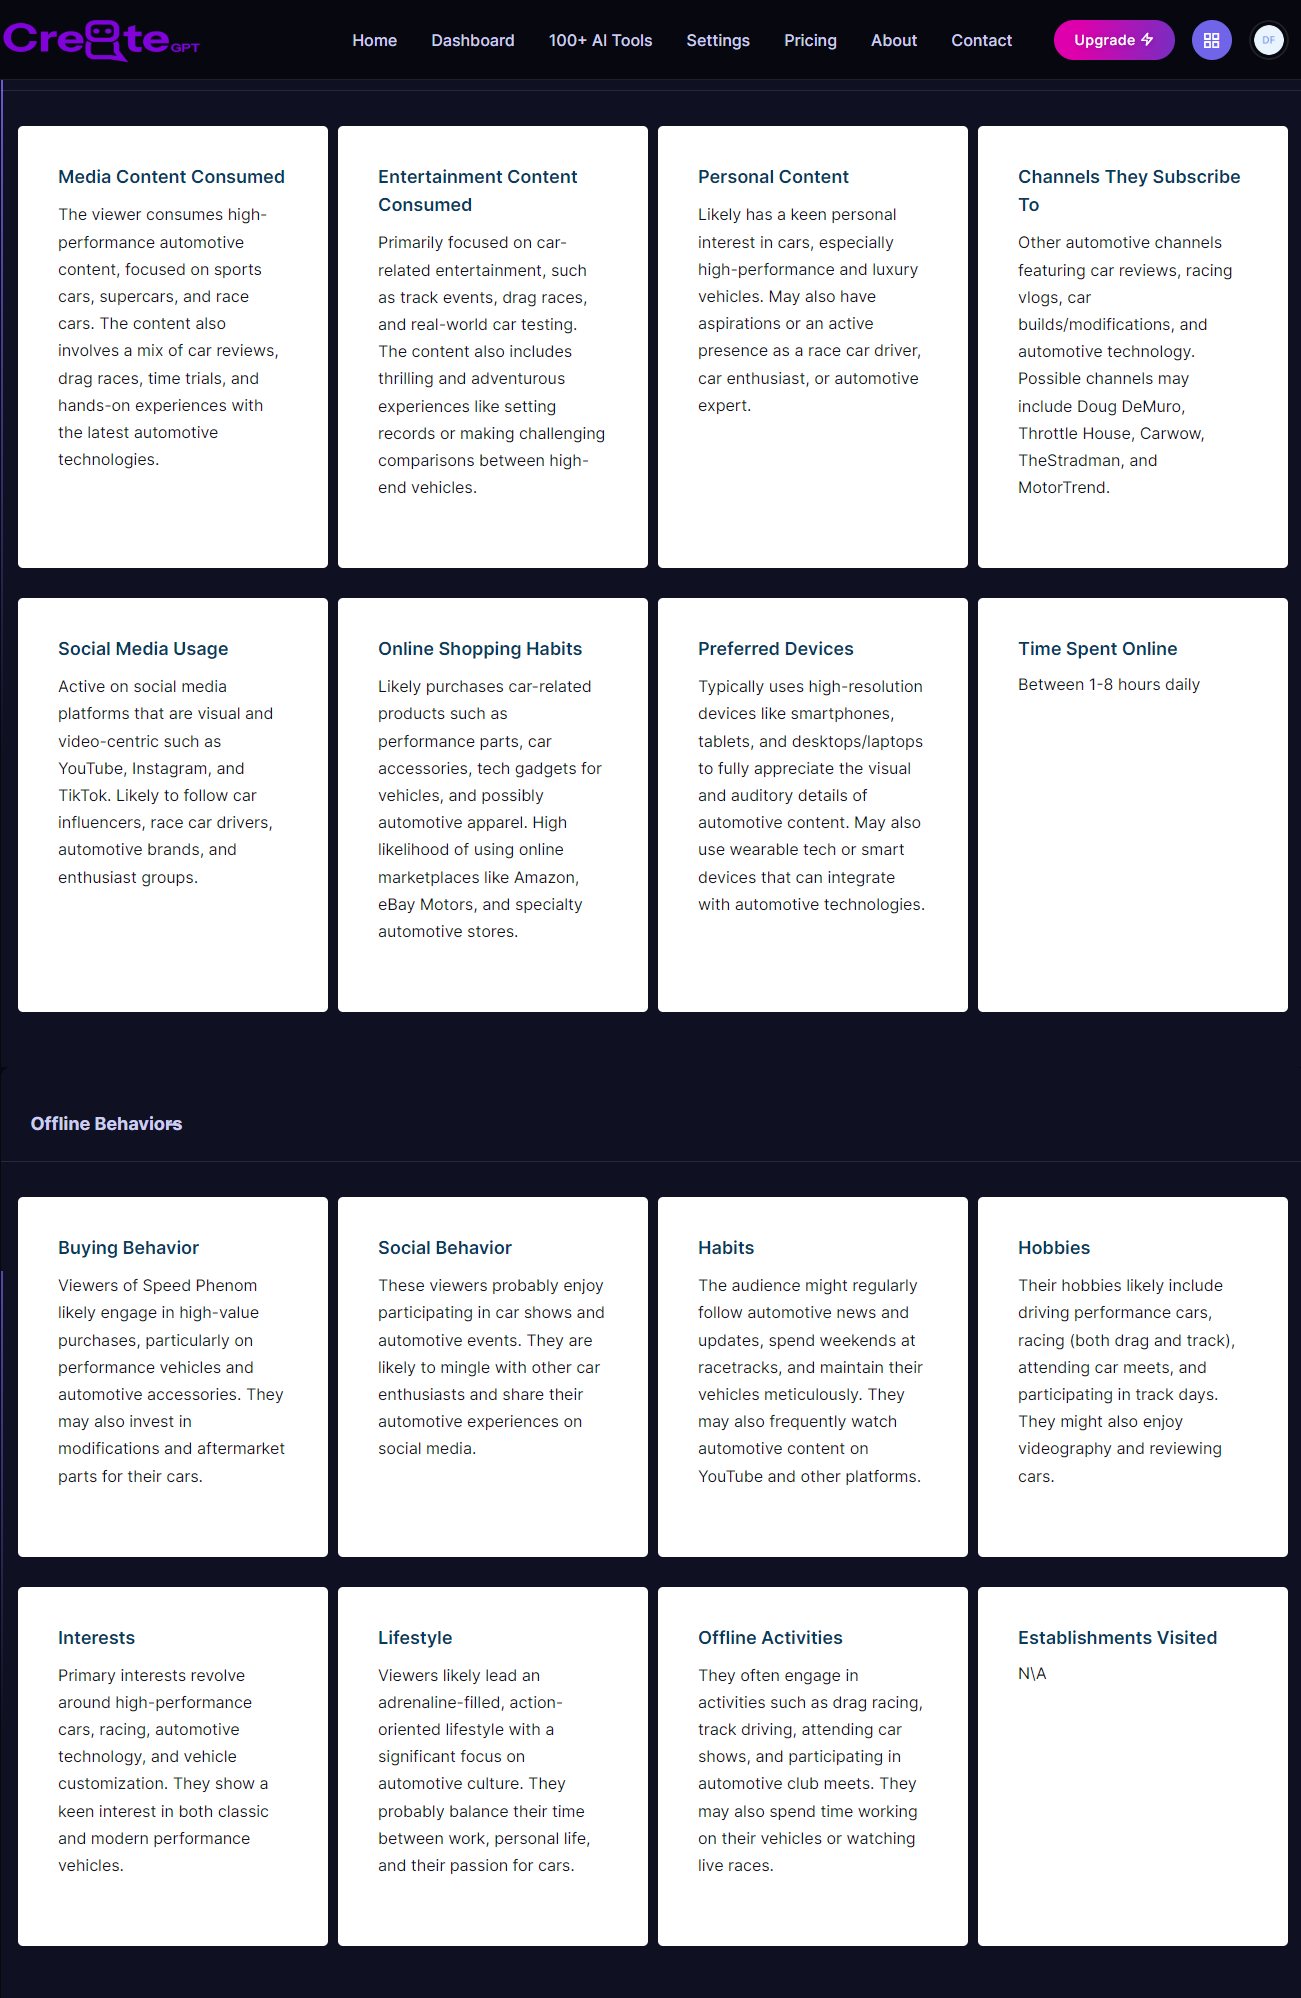 Create GPT
Home
Dashboard
100+ AI Tools
Settings
Pricing
About
Contact
Upgrade
DF
Media Content Consumed
The viewer consumes high-
performance automotive
content, focused on sports
cars, supercars, and race
cars. The content also
involves a mix of car reviews,
drag races, time trials, and
hands-on experiences with
the latest automotive
technologies.
Entertainment Content
Consumed
Primarily focused on car-
related entertainment, such
as track events, drag races,
and real-world car testing.
The content also includes
thrilling and adventurous
experiences like setting
records or making challenging
comparisons between high-
end vehicles.
Personal Content
Likely has a keen personal
interest in cars, especially
high-performance and luxury
vehicles. May also have
aspirations or an active
presence as a race car driver,
car enthusiast, or automotive
expert.
Channels They Subscribe
To
Other automotive channels
featuring car reviews, racing
vlogs, car
builds/modifications, and
automotive technology.
Possible channels may
include Doug DeMuro,
Throttle House, Carwow,
TheStradman, and
MotorTrend.
Social Media Usage
Active on social media
platforms that are visual and
video-centric such as
YouTube, Instagram, and
TikTok. Likely to follow car
influencers, race car drivers,
automotive brands, and
enthusiast groups.
Online Shopping Habits
Likely purchases car-related
products such as
performance parts, car
accessories, tech gadgets for
vehicles, and possibly
automotive apparel. High
likelihood of using online
marketplaces like Amazon,
eBay Motors, and specialty
automotive stores.
Preferred Devices
Typically uses high-resolution
devices like smartphones,
tablets, and desktops/laptops
to fully appreciate the visual
and auditory details of
automotive content. May also
use wearable tech or smart
devices that can integrate
with automotive technologies.
Time Spent Online
Between 1-8 hours daily
Offline Behaviors
Buying Behavior
Viewers of Speed Phenom
likely engage in high-value
purchases, particularly on
performance vehicles and
automotive accessories. They
may also invest in
modifications and aftermarket
parts for their cars.
Social Behavior
These viewers probably enjoy
participating in car shows and
automotive events. They are
likely to mingle with other car
enthusiasts and share their
automotive experiences on
social media.
Habits
The audience might regularly
follow automotive news and
updates, spend weekends at
racetracks, and maintain their
vehicles meticulously. They
may also frequently watch
automotive content on
YouTube and other platforms.
Hobbies
Their hobbies likely include
driving performance cars,
racing (both drag and track),
attending car meets, and
participating in track days.
They might also enjoy
videography and reviewing
cars.
Interests
Primary interests revolve
around high-performance
cars, racing, automotive
technology, and vehicle
customization. They show a
keen interest in both classic
and modern performance
vehicles.
Lifestyle
Viewers likely lead an
adrenaline-filled, action-
oriented lifestyle with a
significant focus on
automotive culture. They
probably balance their time
between work, personal life,
and their passion for cars.
Offline Activities
They often engage in
activities such as drag racing,
track driving, attending car
shows, and participating in
automotive club meets. They
may also spend time working
on their vehicles or watching
live races.
Establishments Visited
N\A